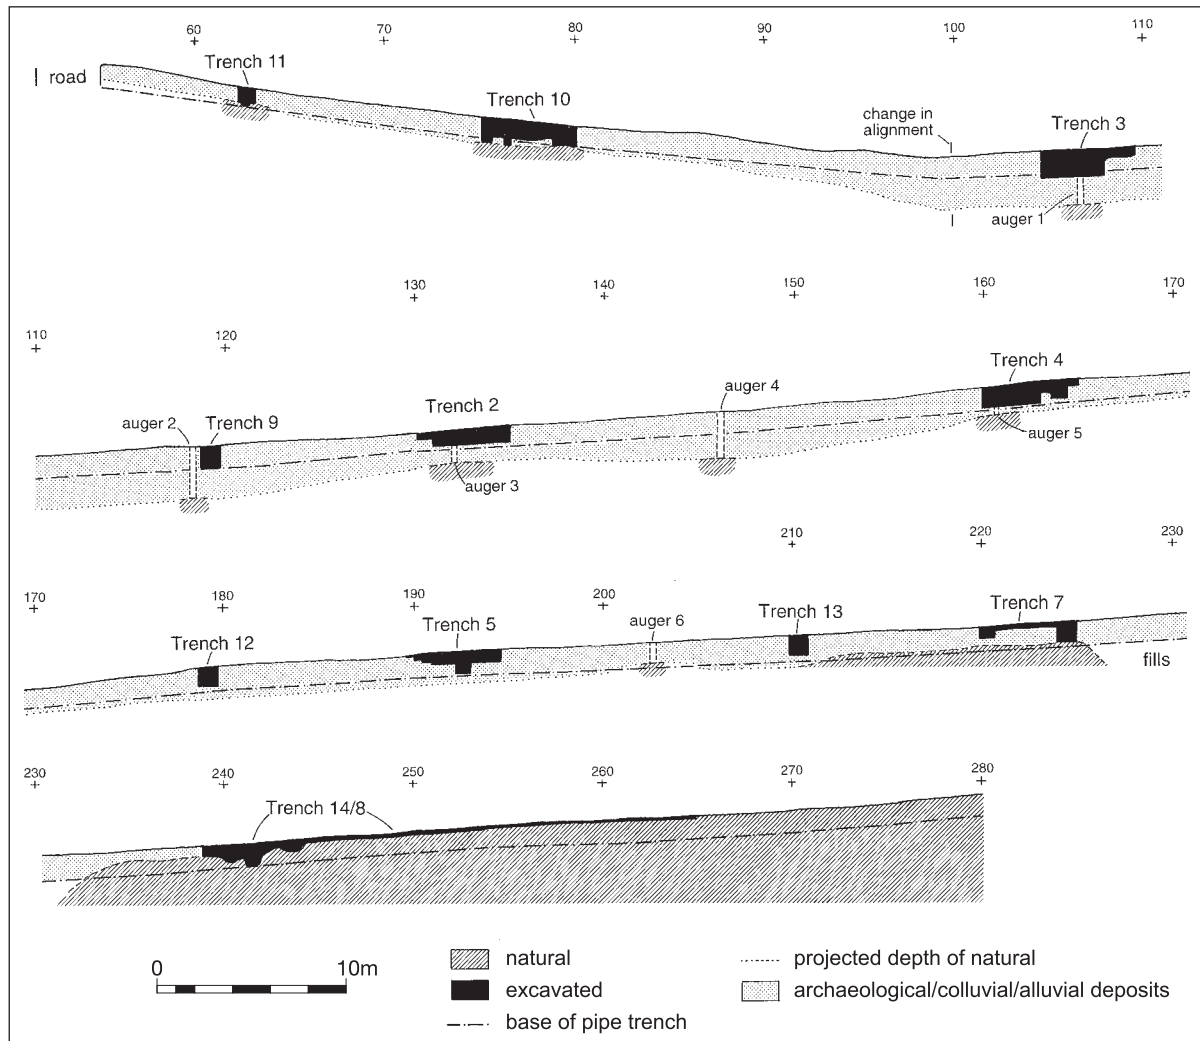 60 70 80 90 100 110
Trench 11
road
Trench 10
change in
alignment
Trench 3
auger 1
130 140 150 160 170
110 120
Trench 4
auger 4
auger 2 Trench 9 Trench 2
auger 5
auger 3
210 220 230
170 180 190 200
Trench 12 Trench 5 auger 6 Trench 13 Trench 7
fills
230 240 250 260 270 280
Trench 14/8
0 10m
natural
excavated
base of pipe trench
projected depth of natural
archaeological/colluvial/alluvial deposits